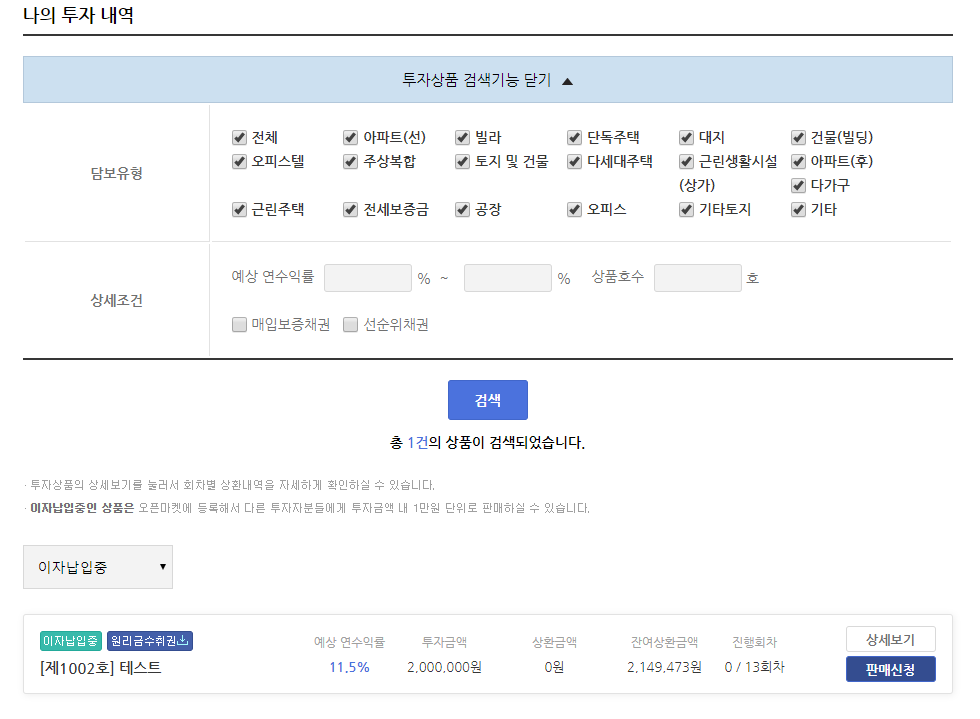 나의 투자 내역
투자상품 검색기능 닫기 ▲
담보유형
전체 아파트(선) 빌라 단독주택 대지 건물(빌딩)
오피스텔 주상복합 토지 및 건물 다세대주택 근린생활시설 아파트(후)
(상가) 다가구
근린주택 전세보증금 공장 오피스 기타토지 기타
상세조건
예상 연수익률 % ~ % 상품호수 호
매입보증채권 선순위채권
검색
총 1건의 상품이 검색되었습니다.
· 투자상품의 상세보기를 눌러서 회차별 상환내역을 자세하게 확인하실 수 있습니다.
· 이자납입중인 상품은 오픈마켓에 등록해서 다른 투자자분들에게 투자금액 내 1만원 단위로 판매하실 수 있습니다.
이자납입중 ▼
이자납입중 원리금수취권 예상 연수익률 투자금액 상환금액 잔여상환금액 진행회차 상세보기
[제1002호] 테스트 11.5% 2,000,000원 0원 2,149,473원 0 / 13회차 판매신청